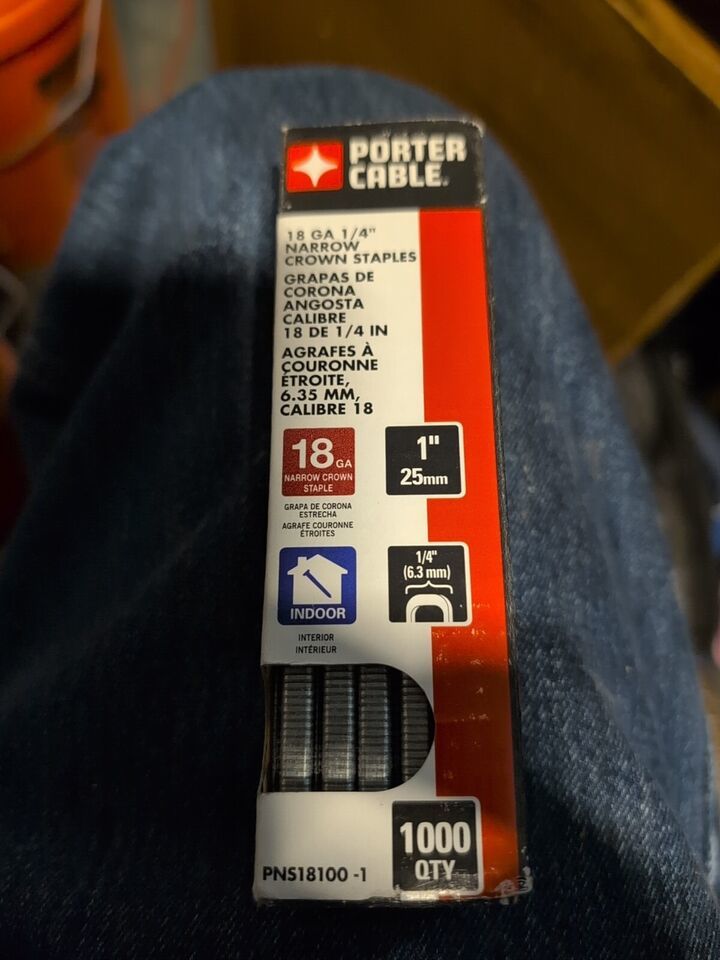 PORTER
CABLE.
18 GA 1/4"
NARROW
CROWN STAPLES
GRAPAS DE
CORONA
ANGOSTA
CALIBRE
18 DE 1/4 IN
AGRAFES À
COURONNE
ÉTROITE,
6.35 MM,
CALIBRE 18
18 GA
NARROW CROWN
STAPLE
GRAPA DE CORONA
ESTRECHA
AGRAFE COURONNE
ÉTROITES
1"
25mm
INDOOR
INTERIOR
INTÉRIEUR
1/4"
(6.3 mm)
1000
QTY
PNS18100 -1